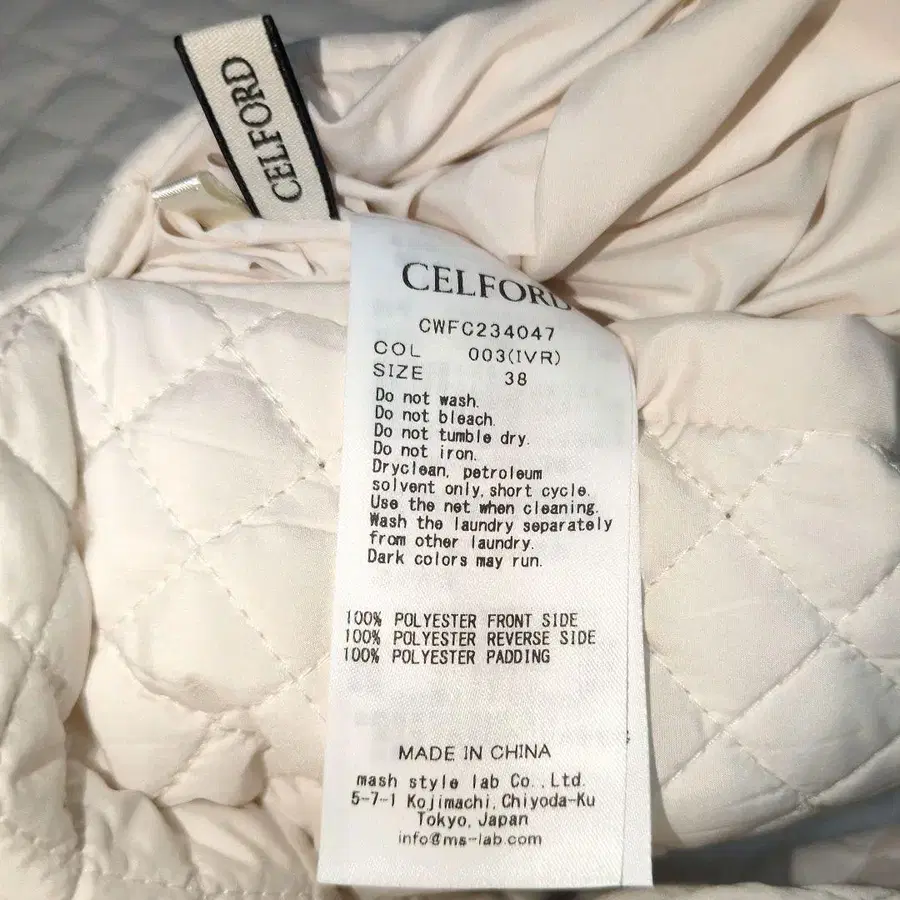 CELFORD
CELFORD
CWFC234047
COL 003(IVR)
SIZE 38
Do not wash.
Do not bleach.
Do not tumble dry.
Do not iron.
Dryclean, petroleum
solvent only, short cycle.
Use the net when cleaning.
Wash the laundry separately
from other laundry.
Dark colors may run.
100% POLYESTER FRONT SIDE
100% POLYESTER REVERSE SIDE
100% POLYESTER PADDING
MADE IN CHINA
mash style lab Co., Ltd.
5-7-1 Kojimachi, Chiyoda-Ku
Tokyo, Japan
info@ms-lab.com